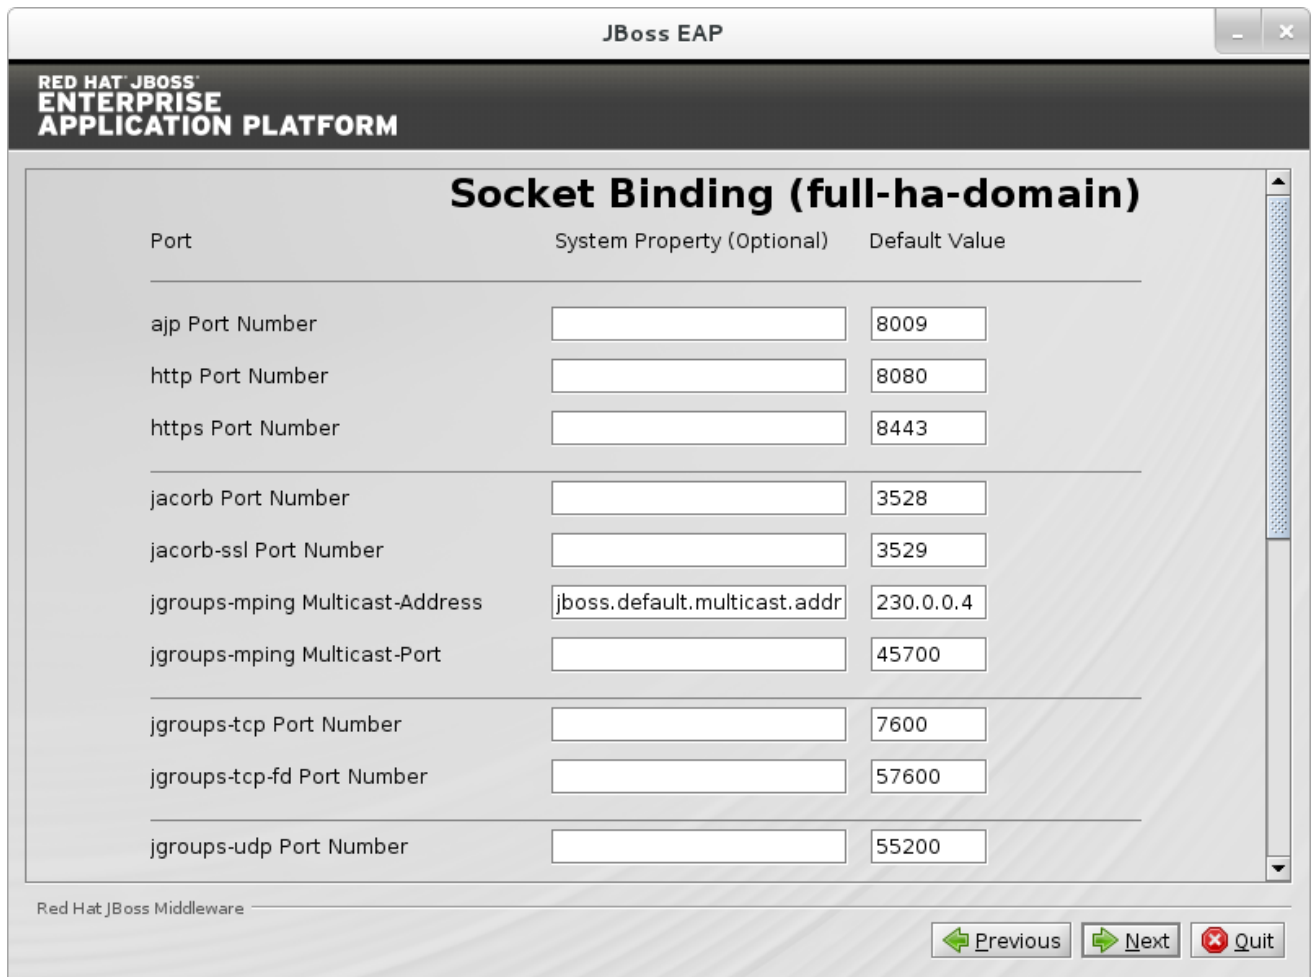 JBoss EAP
RED HAT JBOSS
ENTERPRISE
APPLICATION PLATFORM
Socket Binding (full-ha-domain)
Port System Property (Optional) Default Value
ajp Port Number 8009
http Port Number 8080
https Port Number 8443
jacorb Port Number 3528
jacorb-ssl Port Number 3529
jgroups-mping Multicast-Address jboss.default.multicast.addr 230.0.0.4
jgroups-mping Multicast-Port 45700
jgroups-tcp Port Number 7600
jgroups-tcp-fd Port Number 57600
jgroups-udp Port Number 55200
Red Hat JBoss Middleware
Previous Next Quit